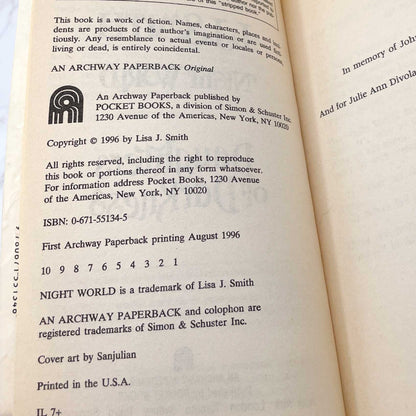 of this "stripped book."
This book is a work of fiction. Names, characters, places and
dents are products of the author's imagination or are used
tiously. Any resemblance to actual events or locales or persons,
living or dead, is entirely coincidental.
AN ARCHWAY PAPERBACK Original
An Archway Paperback published by
POCKET BOOKS, a division of Simon & Schuster Inc.
1230 Avenue of the Americas, New York, NY 10020
Copyright © 1996 by Lisa J. Smith
All rights reserved, including the right to reproduce
this book or portions thereof in any form whatsoever.
For information address Pocket Books, 1230 Avenue
of the Americas, New York, NY 10020
ISBN: 0-671-55134-5
First Archway Paperback printing August 1996
10 9 8 7 6 5 4 3 2 1
NIGHT WORLD is a trademark of Lisa J. Smith
AN ARCHWAY PAPERBACK and colophon are
registered trademarks of Simon & Schuster Inc.
Cover art by Sanjulian
Printed in the U.S.A.
IL 7+
In memory of Joh
And for Julie Ann Divola